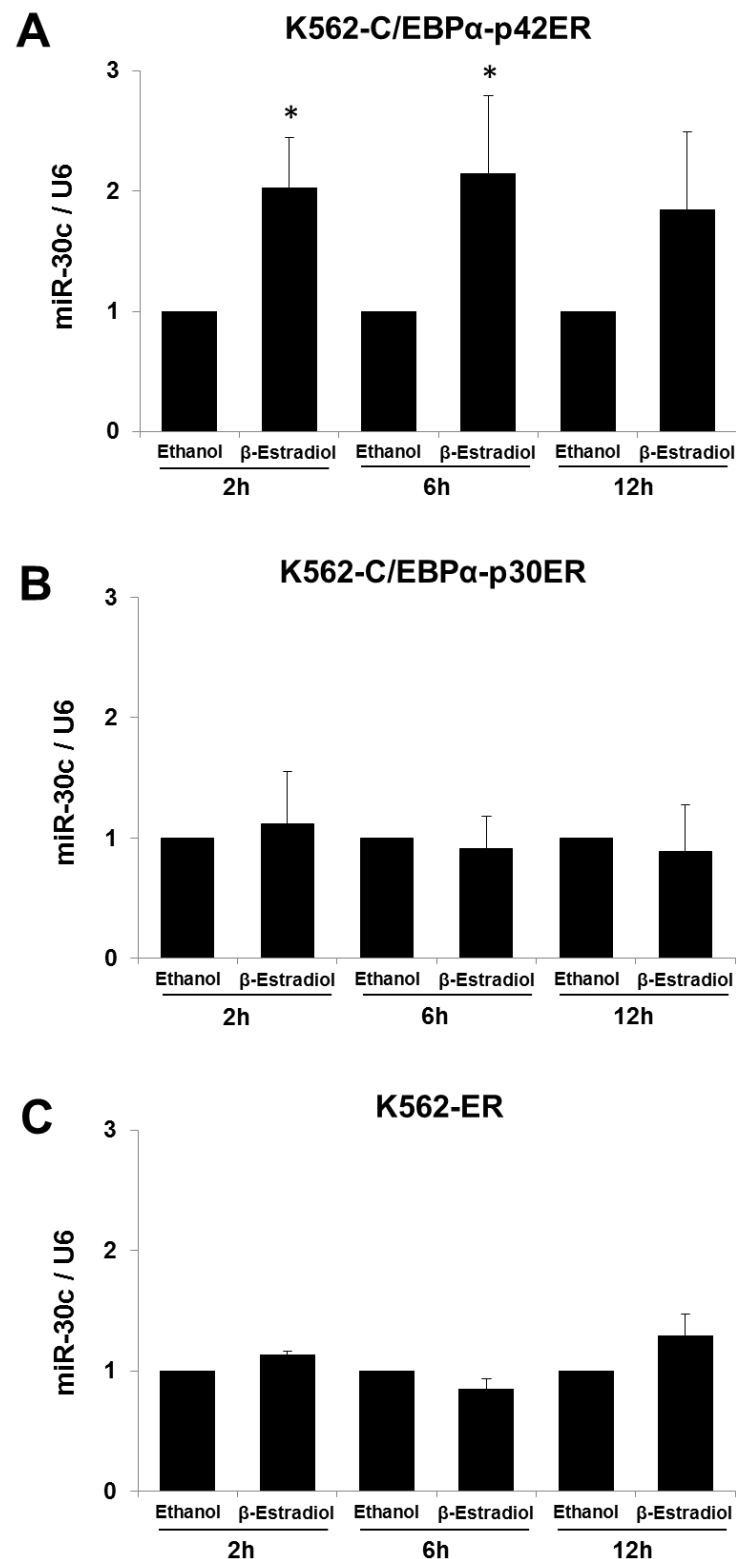 A
K562-C/EBPα-p42ER
3
*
*
2
miR-30c / U6
1
0
Ethanol β-Estradiol Ethanol β-Estradiol Ethanol β-Estradiol
2h 6h 12h
B
K562-C/EBPα-p30ER
3
2
miR-30c / U6
1
0
Ethanol β-Estradiol Ethanol β-Estradiol Ethanol β-Estradiol
2h 6h 12h
C
K562-ER
3
2
miR-30c / U6
1
0
Ethanol β-Estradiol Ethanol β-Estradiol Ethanol β-Estradiol
2h 6h 12h